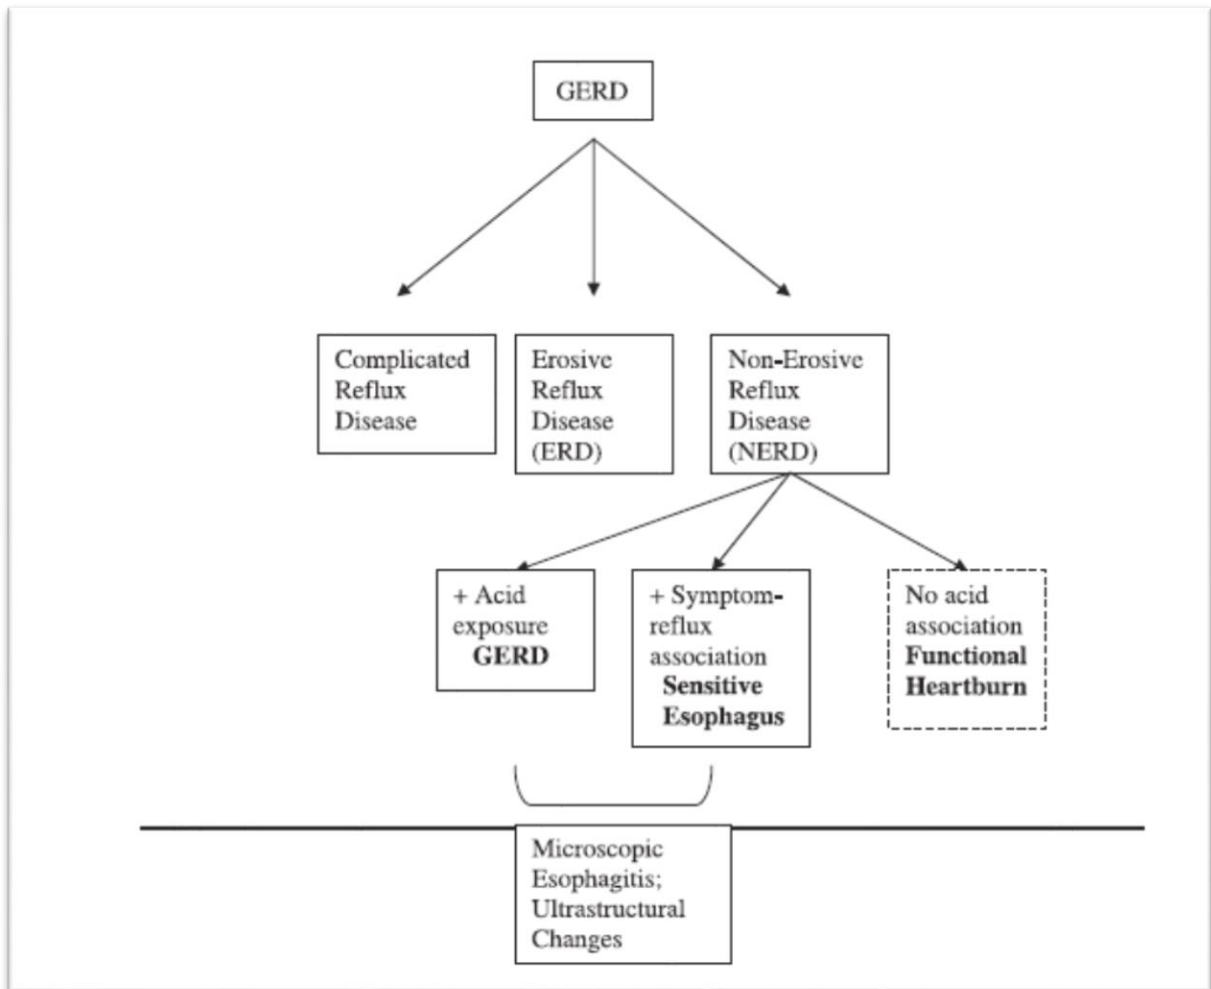 GERD
Complicated
Reflux
Disease
Erosive
Reflux
Disease
(ERD)
Non-Erosive
Reflux
Disease
(NERD)
+ Acid
exposure
GERD
+ Symptom-
reflux
association
Sensitive
Esophagus
No acid
association
Functional
Heartburn
Microscopic
Esophagitis;
Ultrastructural
Changes